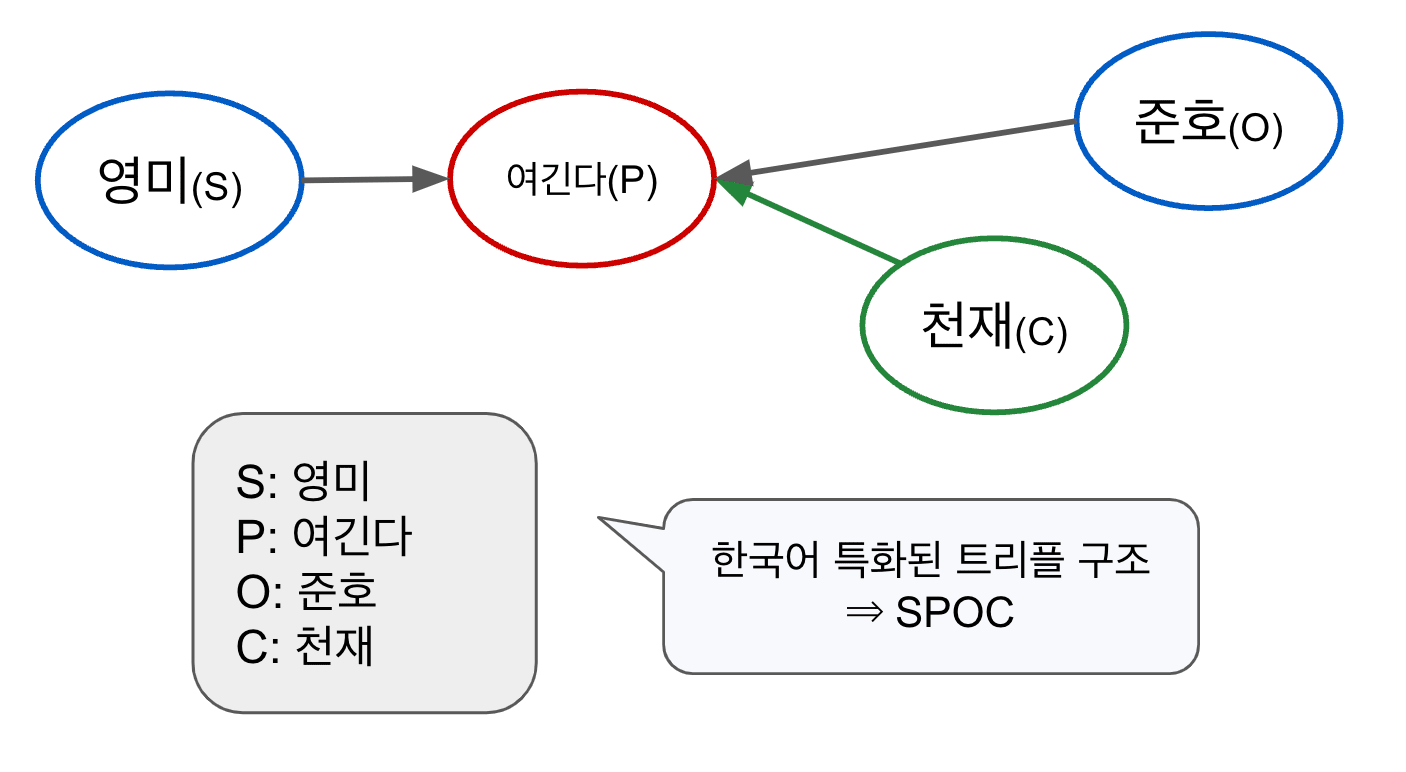 영미(S)
여긴다(P)
준호(O)
천재(C)
S: 영미
P: 여긴다
O: 준호
C: 천재
한국어 특화된 트리플 구조
⇒ SPOC